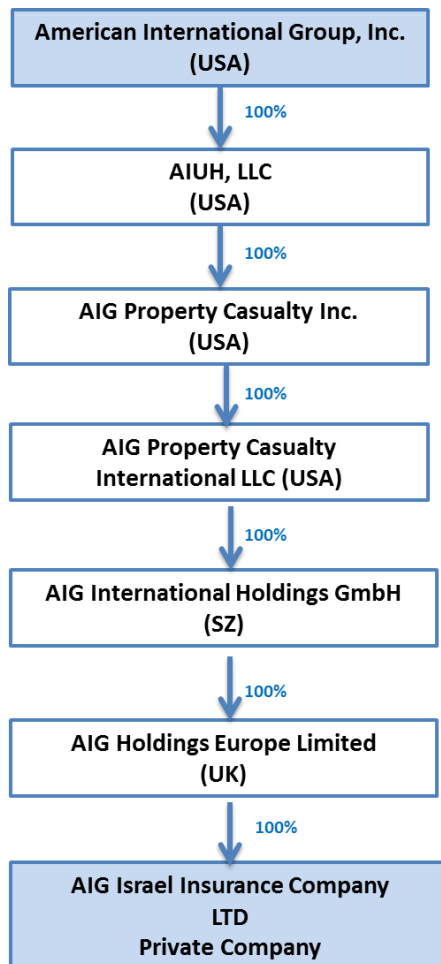 American International Group, Inc.
(USA)
100%
AIUH, LLC
(USA)
100%
AIG Property Casualty Inc.
(USA)
100%
AIG Property Casualty
International LLC (USA)
100%
AIG International Holdings GmbH
(SZ)
100%
AIG Holdings Europe Limited
(UK)
100%
AIG Israel Insurance Company
LTD
Private Company